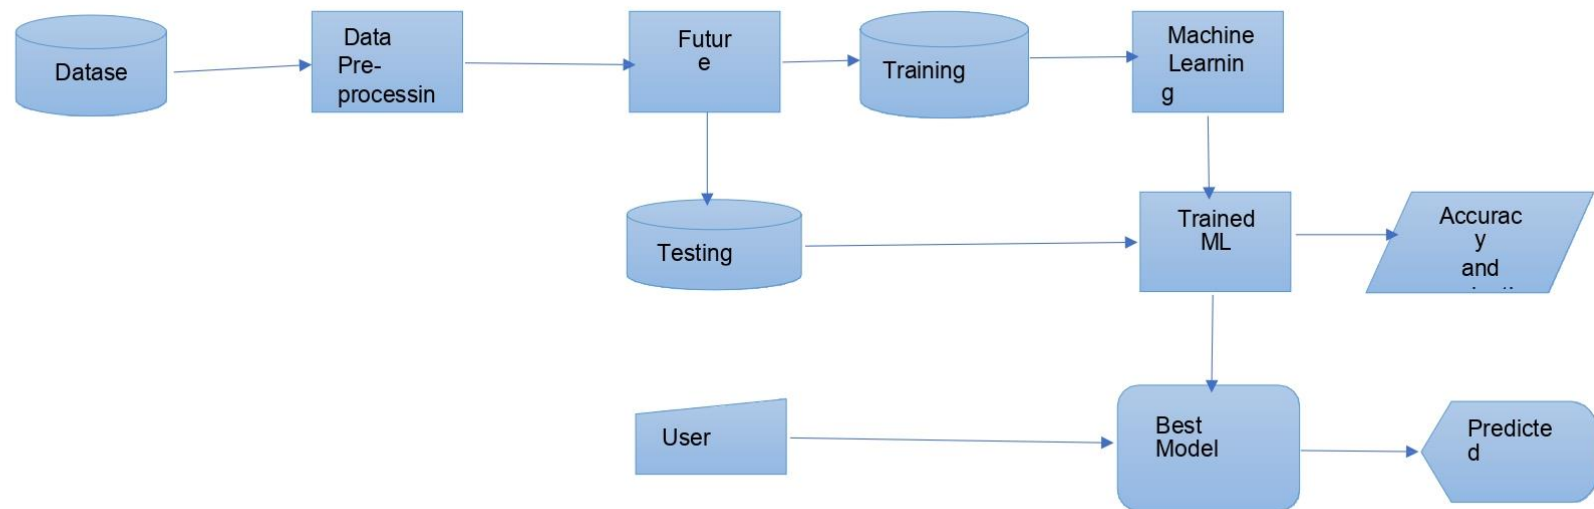 Datase
Data
Pre-
processin
Futur
e
Training
Machine
Learnin
g
Testing
Trained
ML
Accurac
y
and
User
Best
Model
Predicte
d